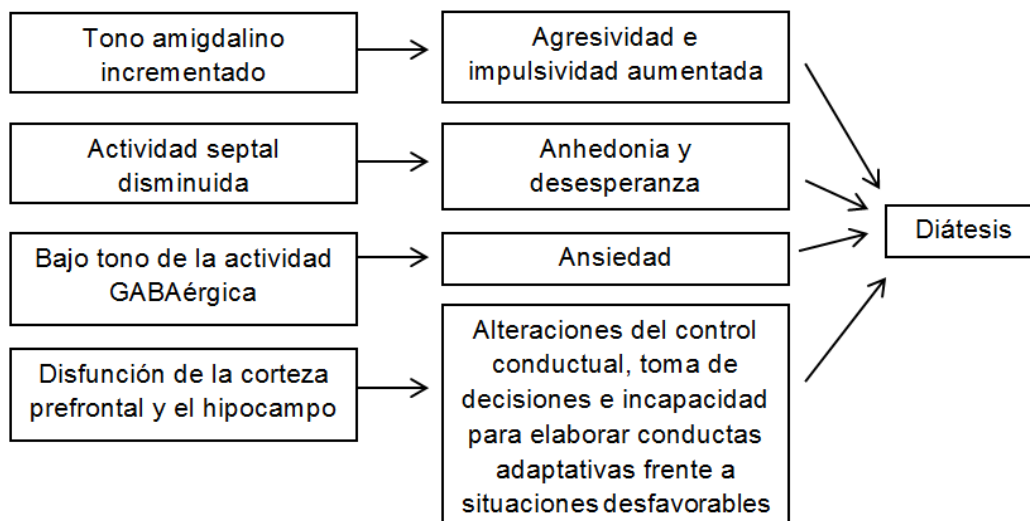 Tono amigdalino
incrementado
Agresividad e
impulsividad aumentada
Actividad septal
disminuida
Anhedonia y
desesperanza
Bajo tono de la actividad
GABAérgica
Ansiedad
Disfunción de la corteza
prefrontal y el hipocampo
Alteraciones del control
conductual, toma de
decisiones e incapacidad
para elaborar conductas
adaptativas frente a
situaciones desfavorables
Diátesis